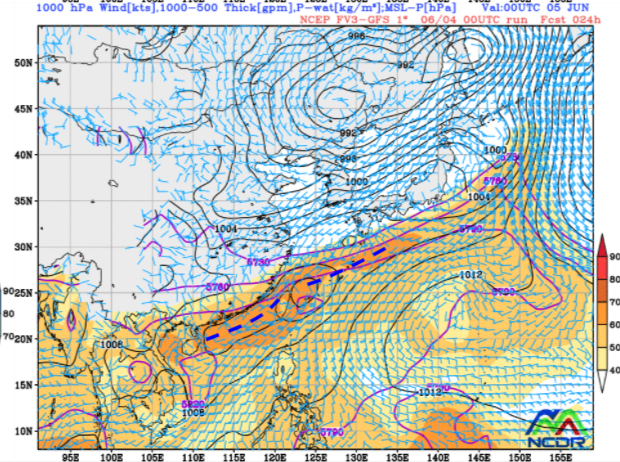 1000 hPa Wind[kts],1000-500 Thick[gpm],P-wat[kg/m²];MSL-P[hPa] Val:00UTC 05 JUN
NCEP FV3-GFS 1° 06/04 00UTC run Fcst 024h
996
50N
992
45N
992
40N
1000
996
5760
1000
35N
1004
1004
5790
30N
5730
1012
90
25N
5760
90
80
5790
80
70
70
20N
1008
60
50
15N
1012
40
5820
1008
10N
5790
NCDR
95E 100E 105E 110E 115E 120E 125E 130E 135E 140E 145E 150E 155E